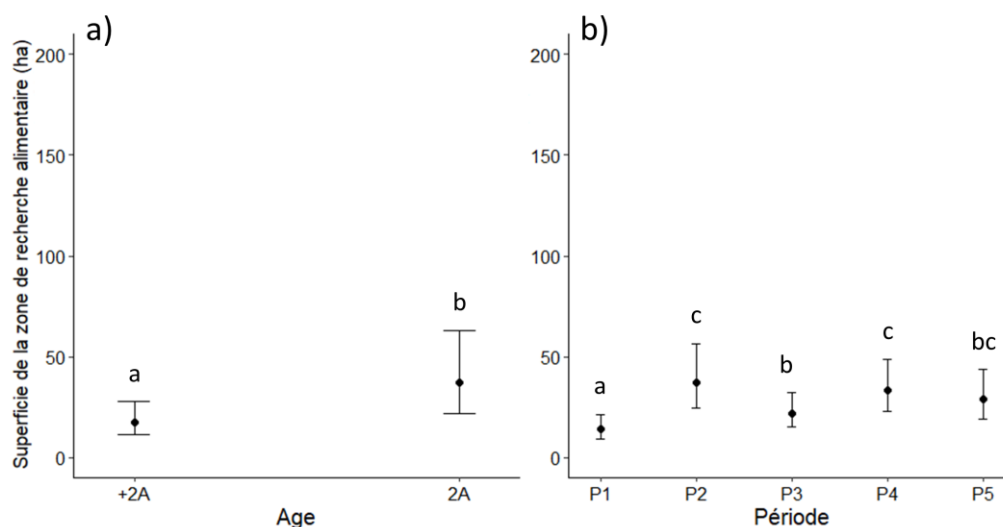 a)
Superficie de la zone de recherche alimentaire (ha)
200
150
100
50
0
a
b
+2A
2A
Age
b)
200
150
100
50
0
a
c
b
c
bc
P1
P2
P3
P4
P5
Période